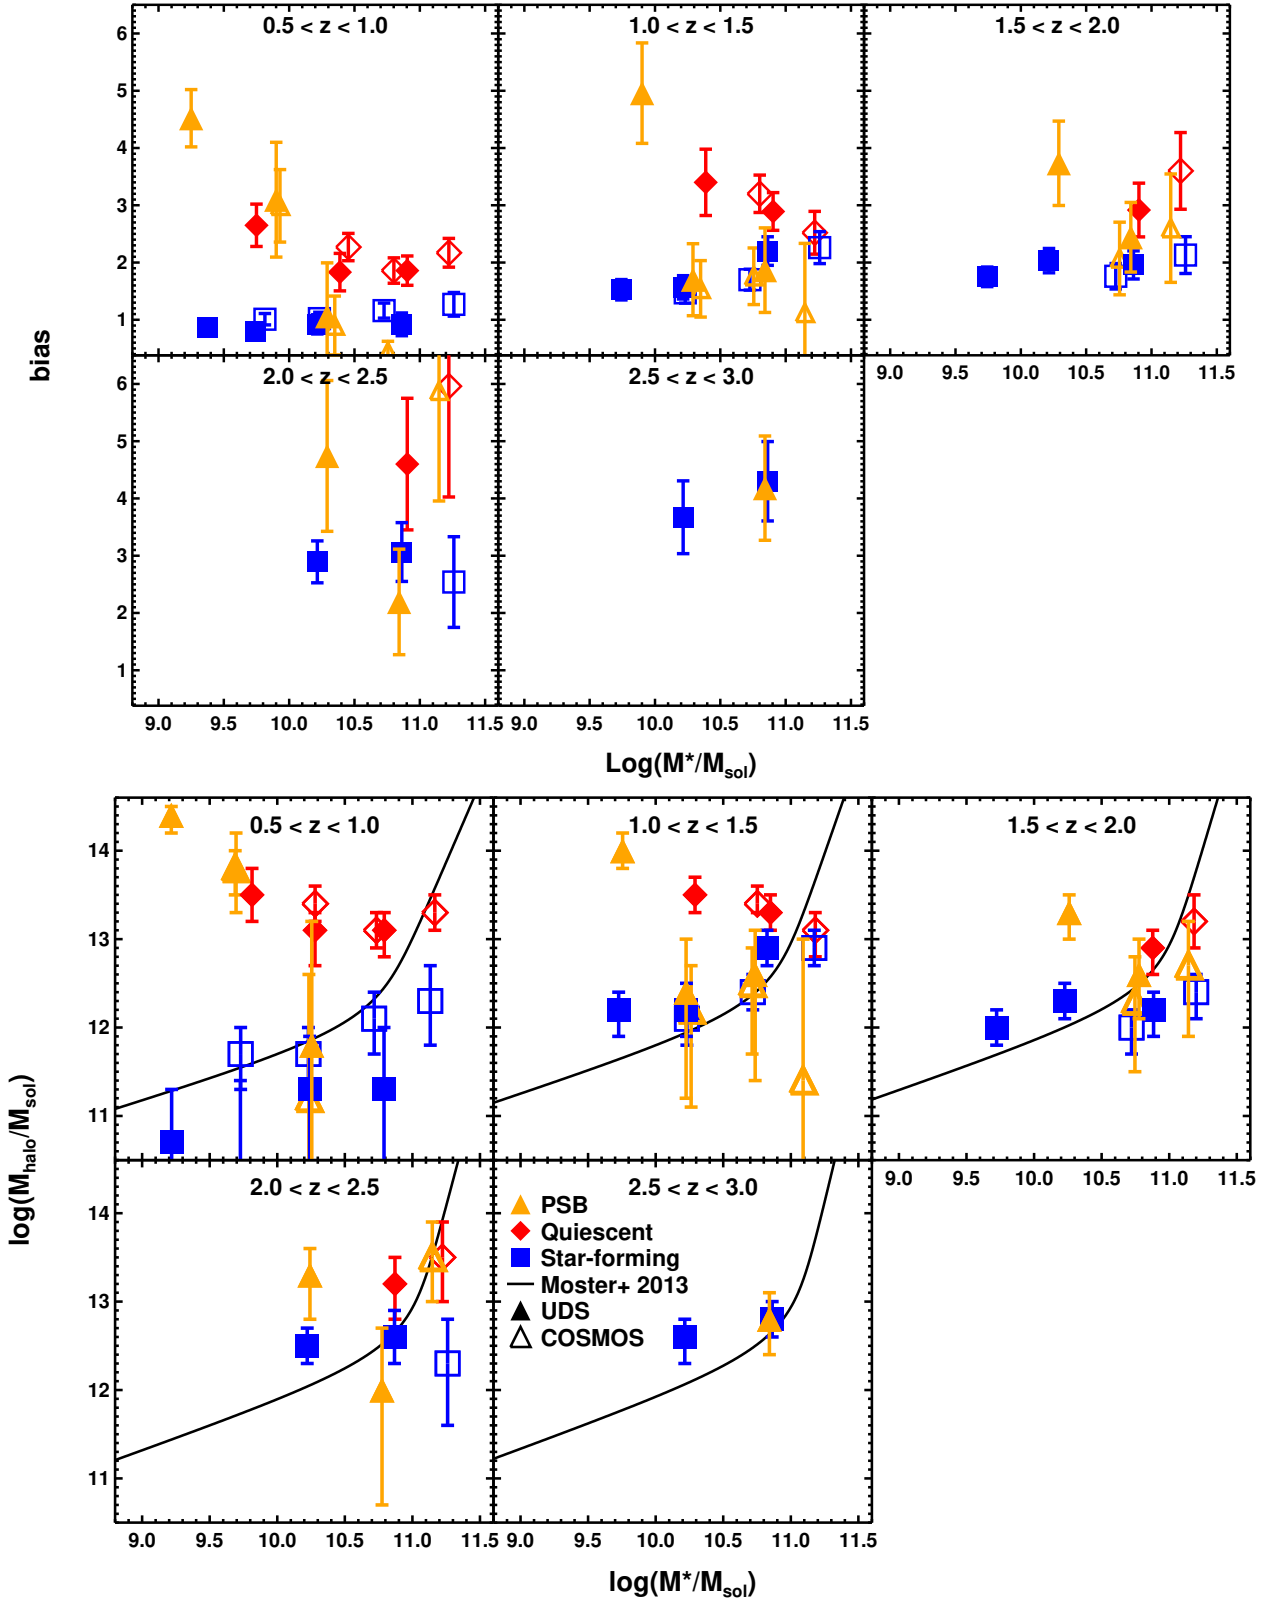 0.5 < z < 1.0
1.0 < z < 1.5
1.5 < z < 2.0
6
5
4
3
2
1
9.0 9.5 10.0 10.5 11.0 11.5
bias
2.0 < z < 2.5
2.5 < z < 3.0
6
5
4
3
2
1
9.0 9.5 10.0 10.5 11.0 11.5
9.0 9.5 10.0 10.5 11.0 11.5
Log(M*/Msol)
0.5 < z < 1.0
1.0 < z < 1.5
1.5 < z < 2.0
14
13
12
11
9.0 9.5 10.0 10.5 11.0 11.5
log(Mhalo/Msol)
2.0 < z < 2.5
2.5 < z < 3.0
14
13
12
11
PSB
Quiescent
Star-forming
Moster+ 2013
UDS
COSMOS
9.0 9.5 10.0 10.5 11.0 11.5
9.0 9.5 10.0 10.5 11.0 11.5
log(M*/Msol)